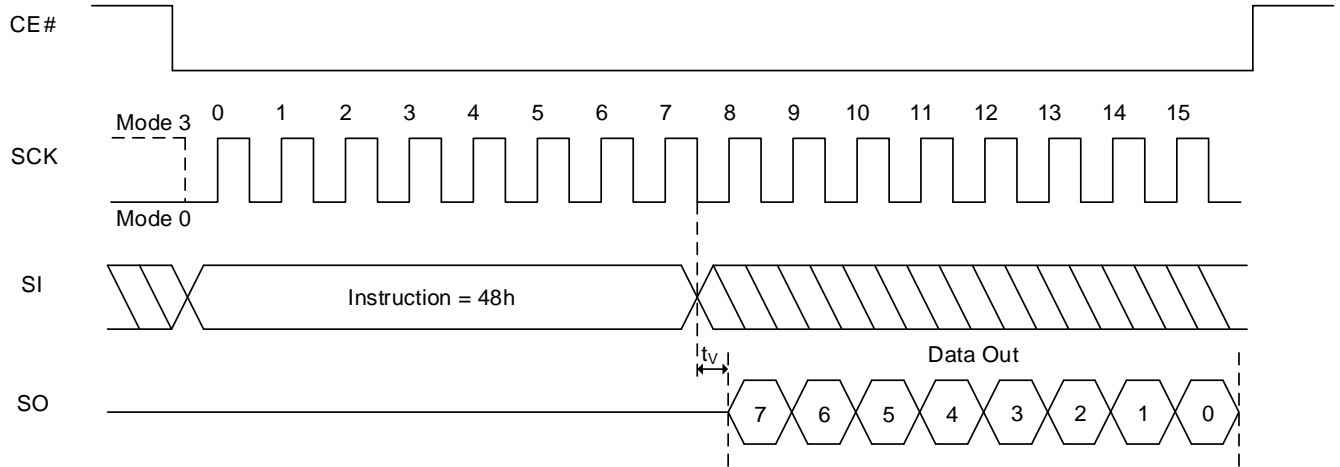 CE#
0 1 2 3 4 5 6 7 8 9 10 11 12 13 14 15
Mode 3
SCK
Mode 0
SI
Instruction = 48h
tV
Data Out
SO
7 6 5 4 3 2 1 0